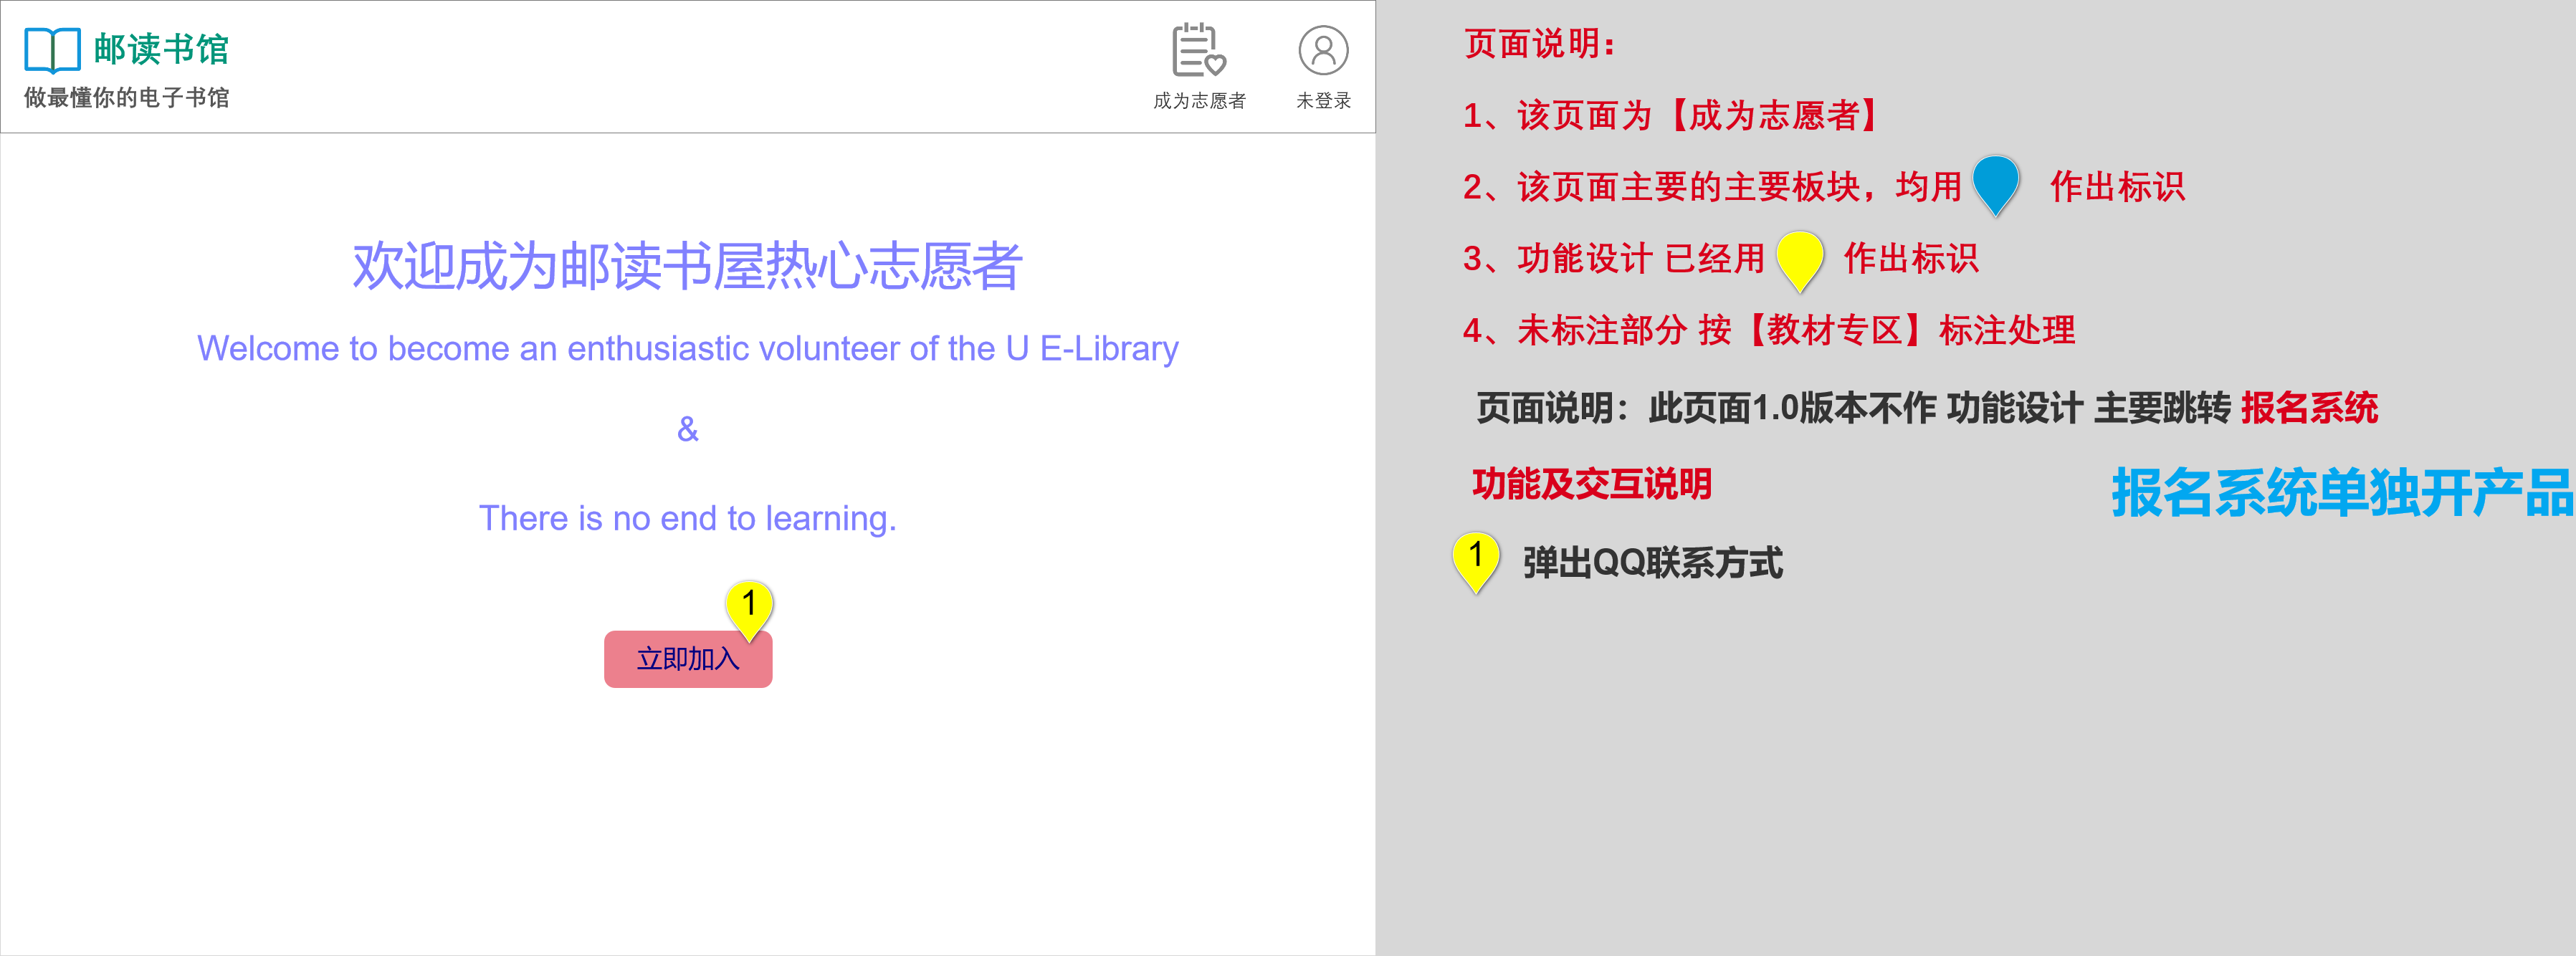 邮读书馆
做最懂你的电子书馆
成为志愿者
未登录
欢迎成为邮读书屋热心志愿者
Welcome to become an enthusiastic volunteer of the U E-Library
&
There is no end to learning.
1
立即加入
页面说明：
1、该页面为【成为志愿者】
2、该页面主要的主要板块，均用 作出标识
3、功能设计 已经用 作出标识
4、未标注部分 按【教材专区】标注处理
页面说明：此页面1.0版本不作 功能设计 主要跳转 报名系统
功能及交互说明
报名系统单独开产品
1 弹出QQ联系方式